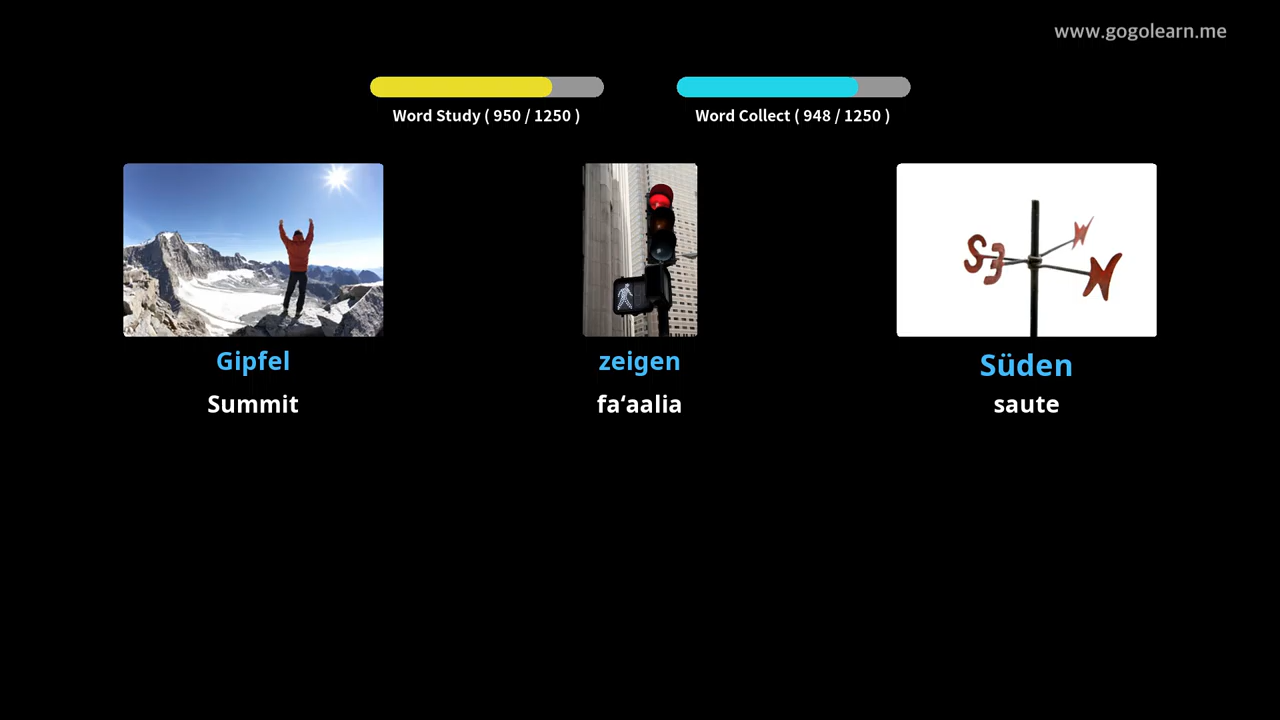 www.gogolearn.me
Word Study ( 950 / 1250 )
Word Collect ( 948 / 1250 )
S E N
Gipfel
zeigen
Süden
Summit
fa‘aalia
saute